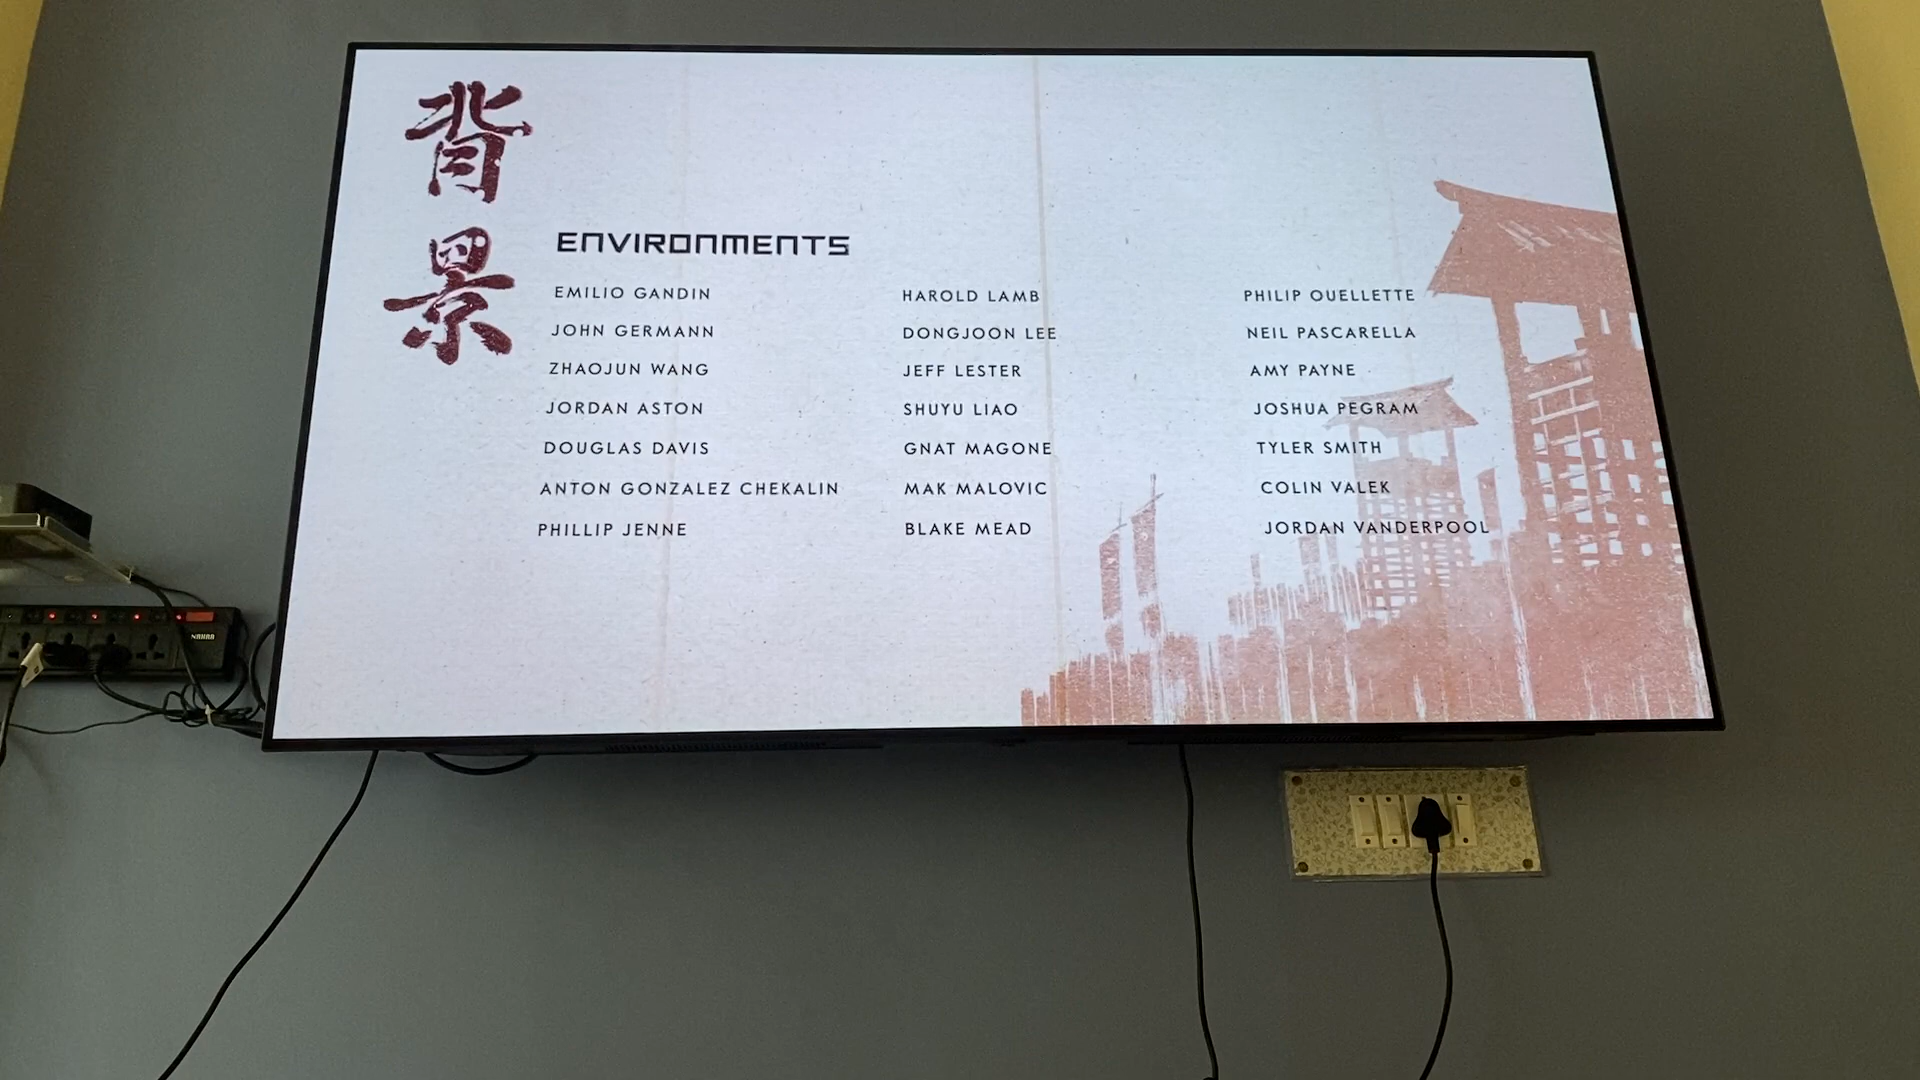 背景
ENVIRONMENTS
EMILIO GANDIN
JOHN GERMANN
ZHAOJUN WANG
JORDAN ASTON
DOUGLAS DAVIS
ANTON GONZALEZ CHEKALIN
PHILLIP JENNE
HAROLD LAMB
DONGJOON LEE
JEFF LESTER
SHUYU LIAO
GNAT MAGONE
MAK MALOVIC
BLAKE MEAD
PHILIP OUELLETTE
NEIL PASCARELLA
AMY PAYNE
JOSHUA PEGRAM
TYLER SMITH
COLIN VALEK
JORDAN VANDERPOOL